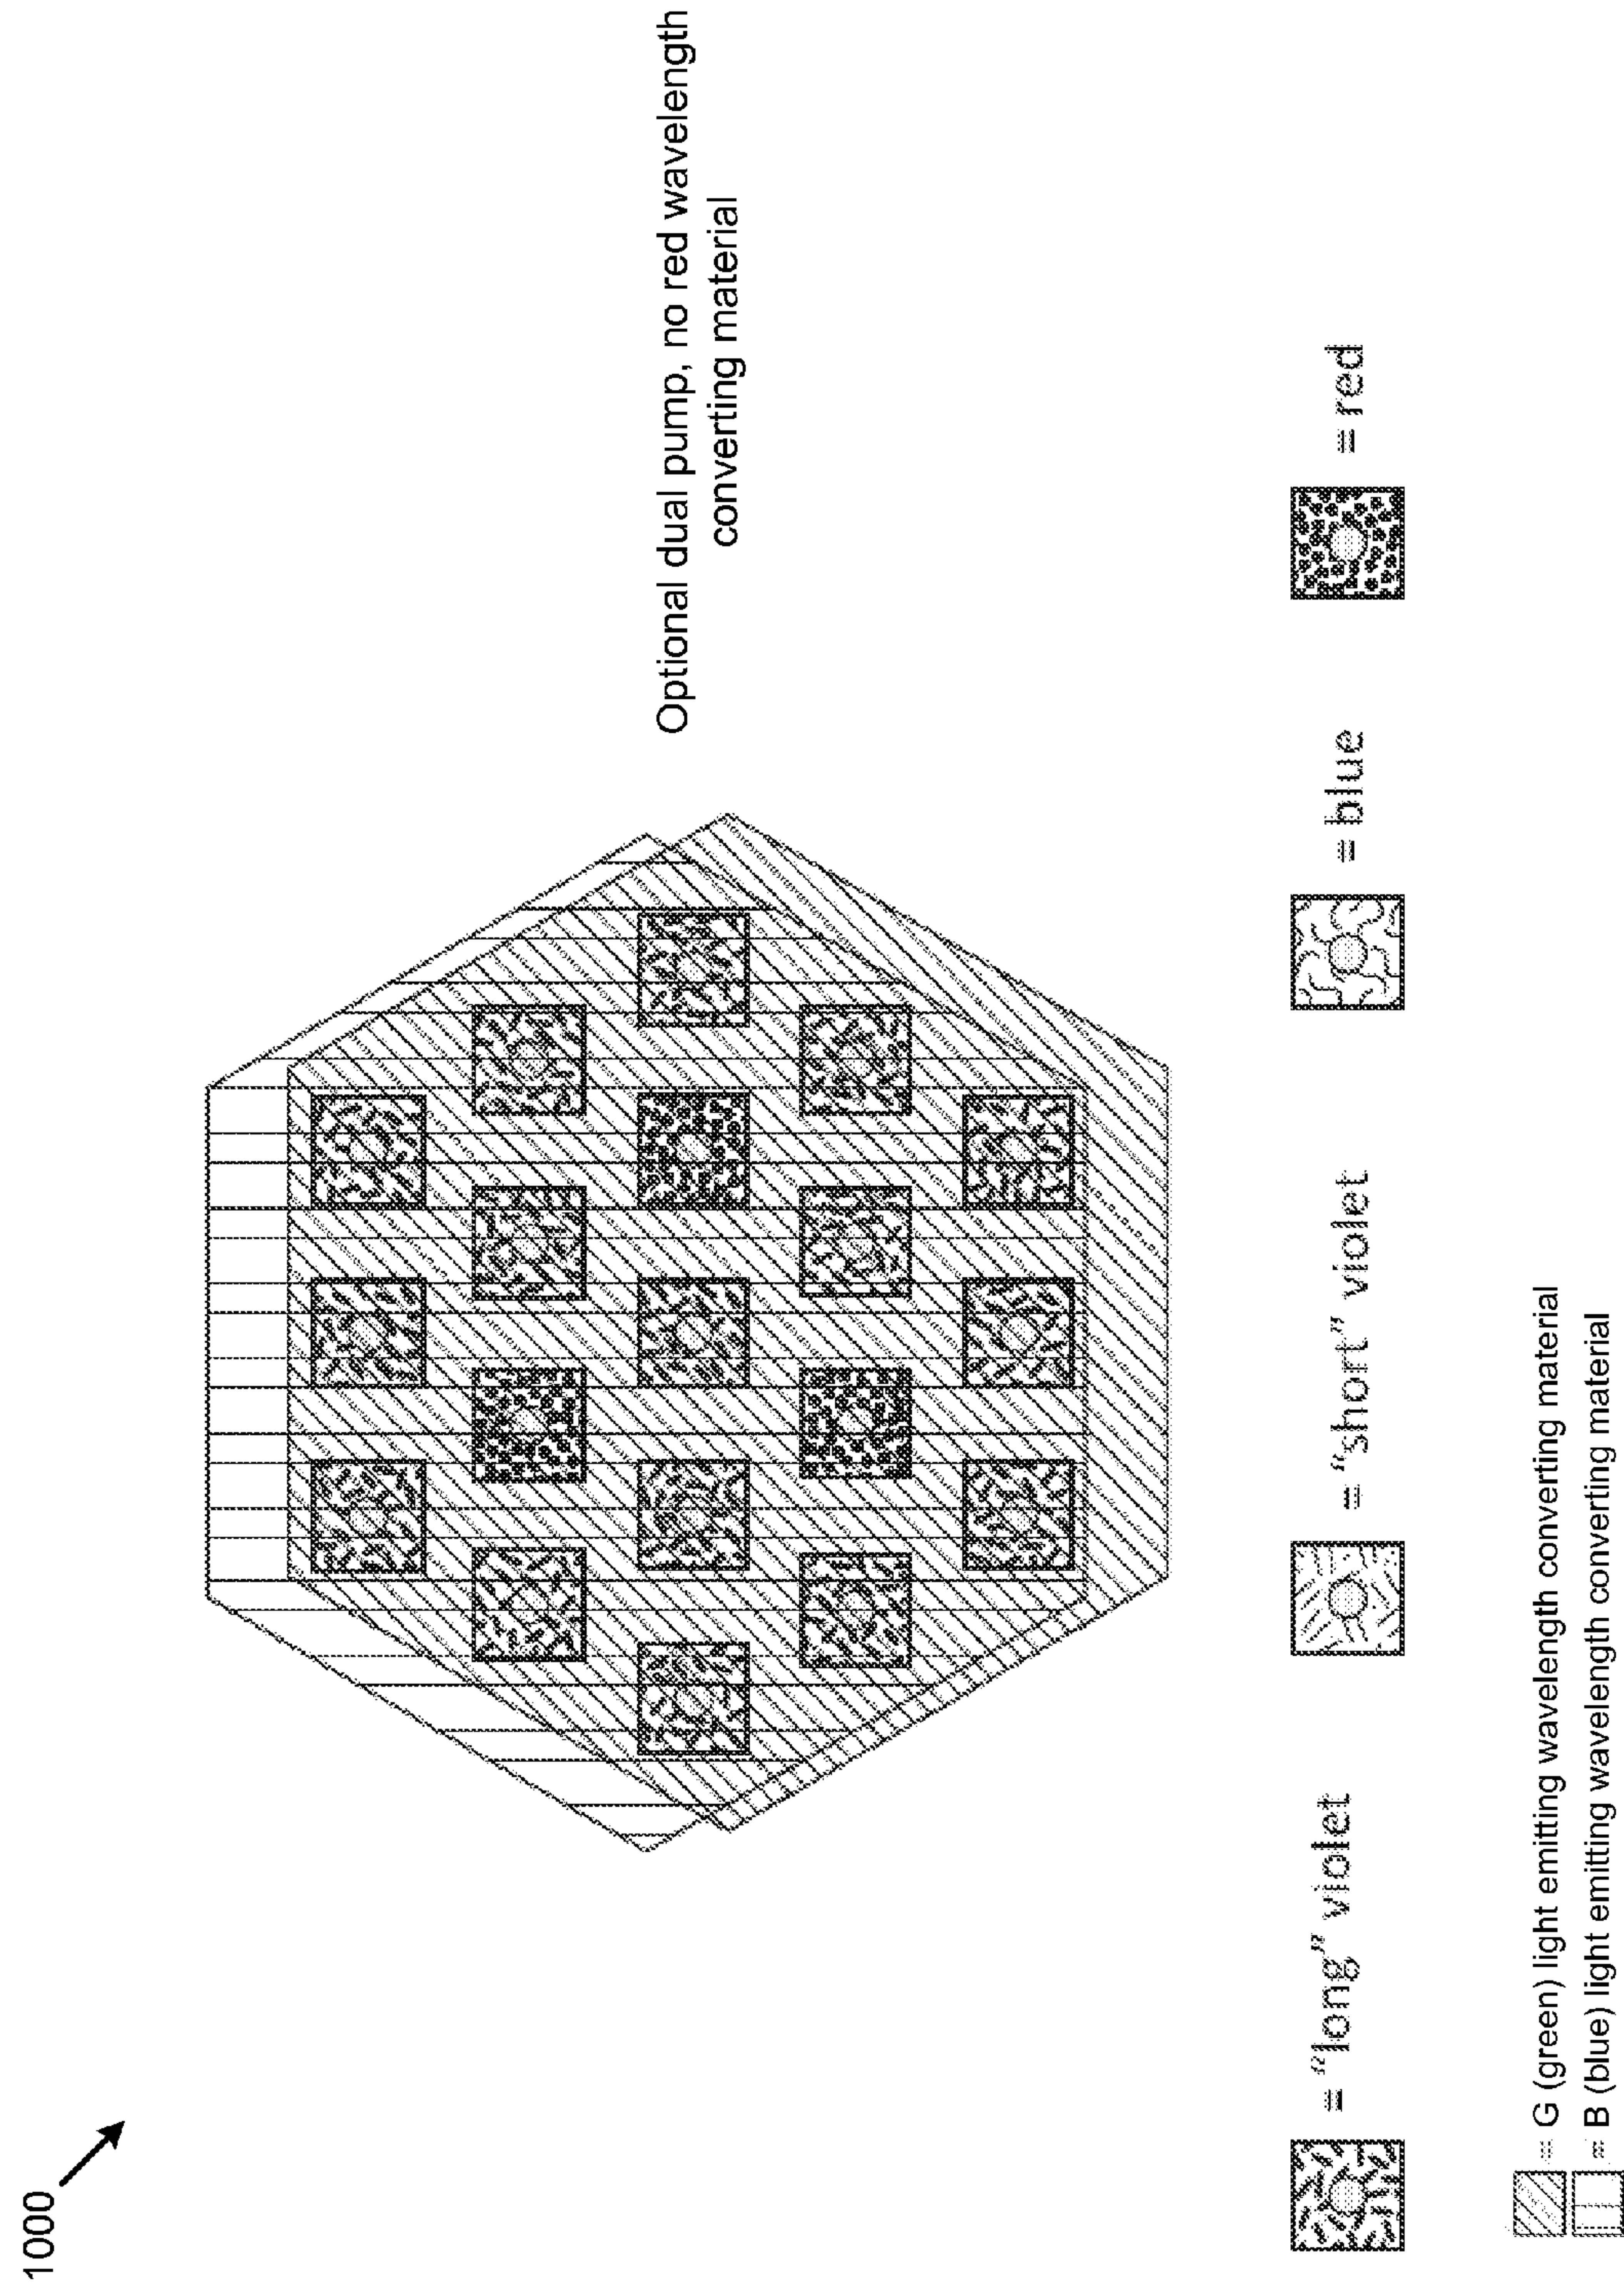 1000
Optional dual pump, no red wavelength
converting material
= "long" violet
= "short" violet
= blue
= red
= G (green) light emitting wavelength converting material
= B (blue) light emitting wavelength converting material